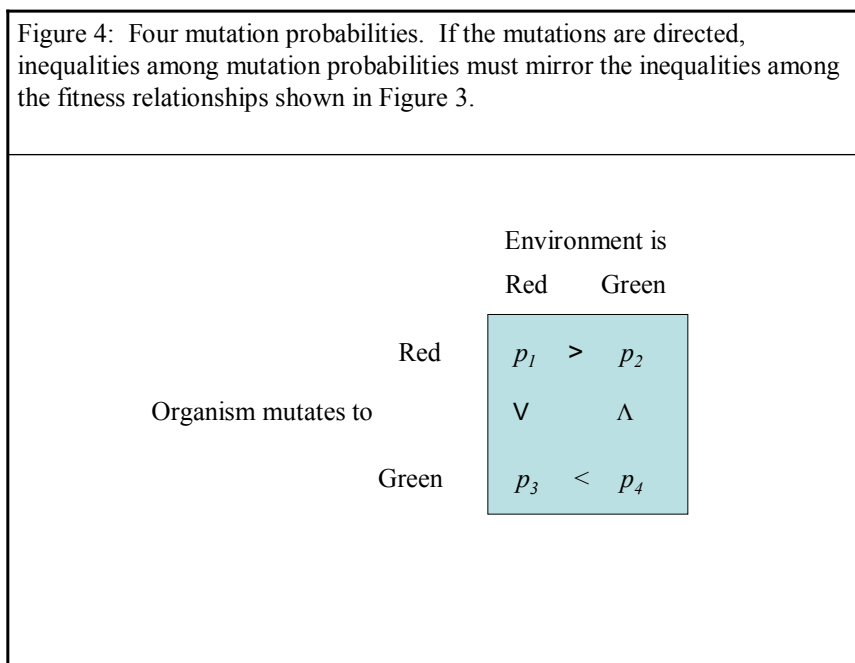 Figure 4:  Four mutation probabilities.  If the mutations are directed,
inequalities among mutation probabilities must mirror the inequalities among
the fitness relationships shown in Figure 3.
Environment is
Red Green
Red p1 > p2
Organism mutates to V Λ
Green p3 < p4